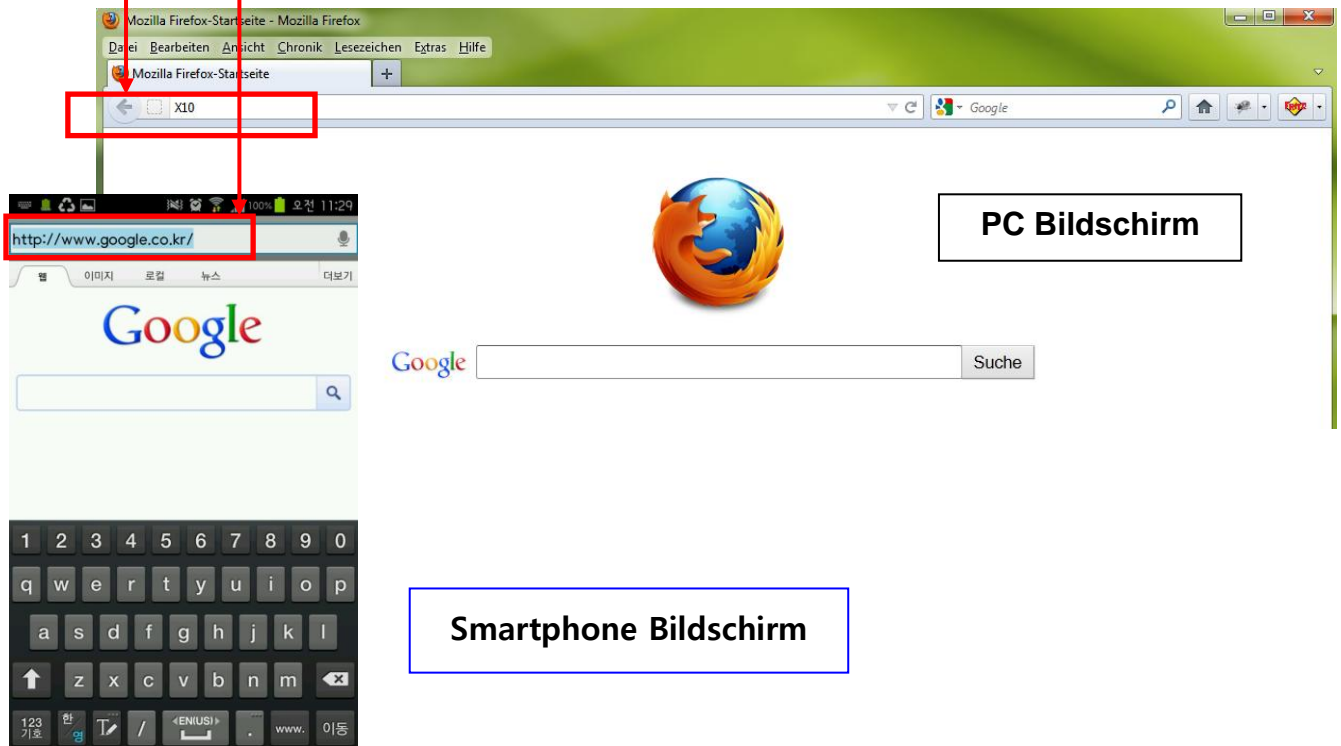 Mozilla Firefox-Startseite - Mozilla Firefox
Datei Bearbeiten Ansicht Chronik Lesezeichen Extras Hilfe
Mozilla Firefox-Startseite
X10
Google
PC Bildschirm
100% 오전 11:29
http://www.google.co.kr/
웹 이미지 로컬 뉴스 더보기
Google
Google Suche
1 2 3 4 5 6 7 8 9 0
q w e r t y u i o p
a s d f g h j k l
z x c v b n m
123 기호 한/영 T / EN(US) . www. 이동
Smartphone Bildschirm